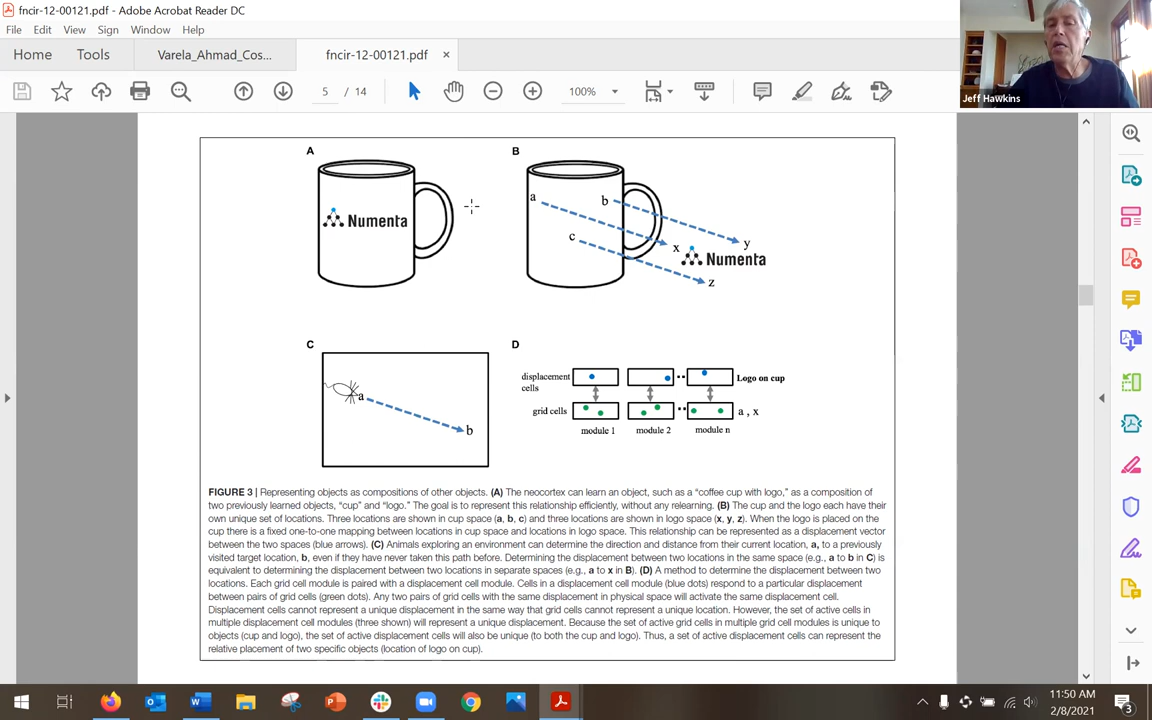 fncir-12-00121.pdf - Adobe Acrobat Reader DC
File Edit View Sign Window Help
Home Tools Varela_Ahmad_Cos... fncir-12-00121.pdf ×
5 / 14 100%
Jeff Hawkins
A
B
Numenta
a
b
c
x
y
z
Numenta
C
D
a
b
displacement
cells
Logo on cup
grid cells
a , x
module 1 module 2 module n
FIGURE 3 | Representing objects as compositions of other objects. (A) The neocortex can learn an object, such as a “coffee cup with logo,” as a composition of
two previously learned objects, “cup” and “logo.” The goal is to represent this relationship efficiently, without any relearning. (B) The cup and the logo each have their
own unique set of locations. Three locations are shown in cup space (a, b, c) and three locations are shown in logo space (x, y, z). When the logo is placed on the
cup there is a fixed one-to-one mapping between locations in cup space and locations in logo space. This relationship can be represented as a displacement vector
between the two spaces (blue arrows). (C) Animals exploring an environment can determine the direction and distance from their current location, a, to a previously
visited target location, b, even if they have never taken this path before. Determining the displacement between two locations in the same space (e.g., a to b in C) is
equivalent to determining the displacement between two locations in separate spaces (e.g., a to x in B). (D) A method to determine the displacement between two
locations. Each grid cell module is paired with a displacement cell module. Cells in a displacement cell module (blue dots) respond to a particular displacement
between pairs of grid cells (green dots). Any two pairs of grid cells with the same displacement in physical space will activate the same displacement cell.
Displacement cells cannot represent a unique displacement in the same way that grid cells cannot represent a unique location. However, the set of active cells in
multiple displacement cell modules (three shown) will represent a unique displacement. Because the set of active grid cells in multiple grid cell modules is unique to
objects (cup and logo), the set of active displacement cells will also be unique (to both the cup and logo). Thus, a set of active displacement cells can represent the
relative placement of two specific objects (location of logo on cup).
11:50 AM
2/8/2021
3